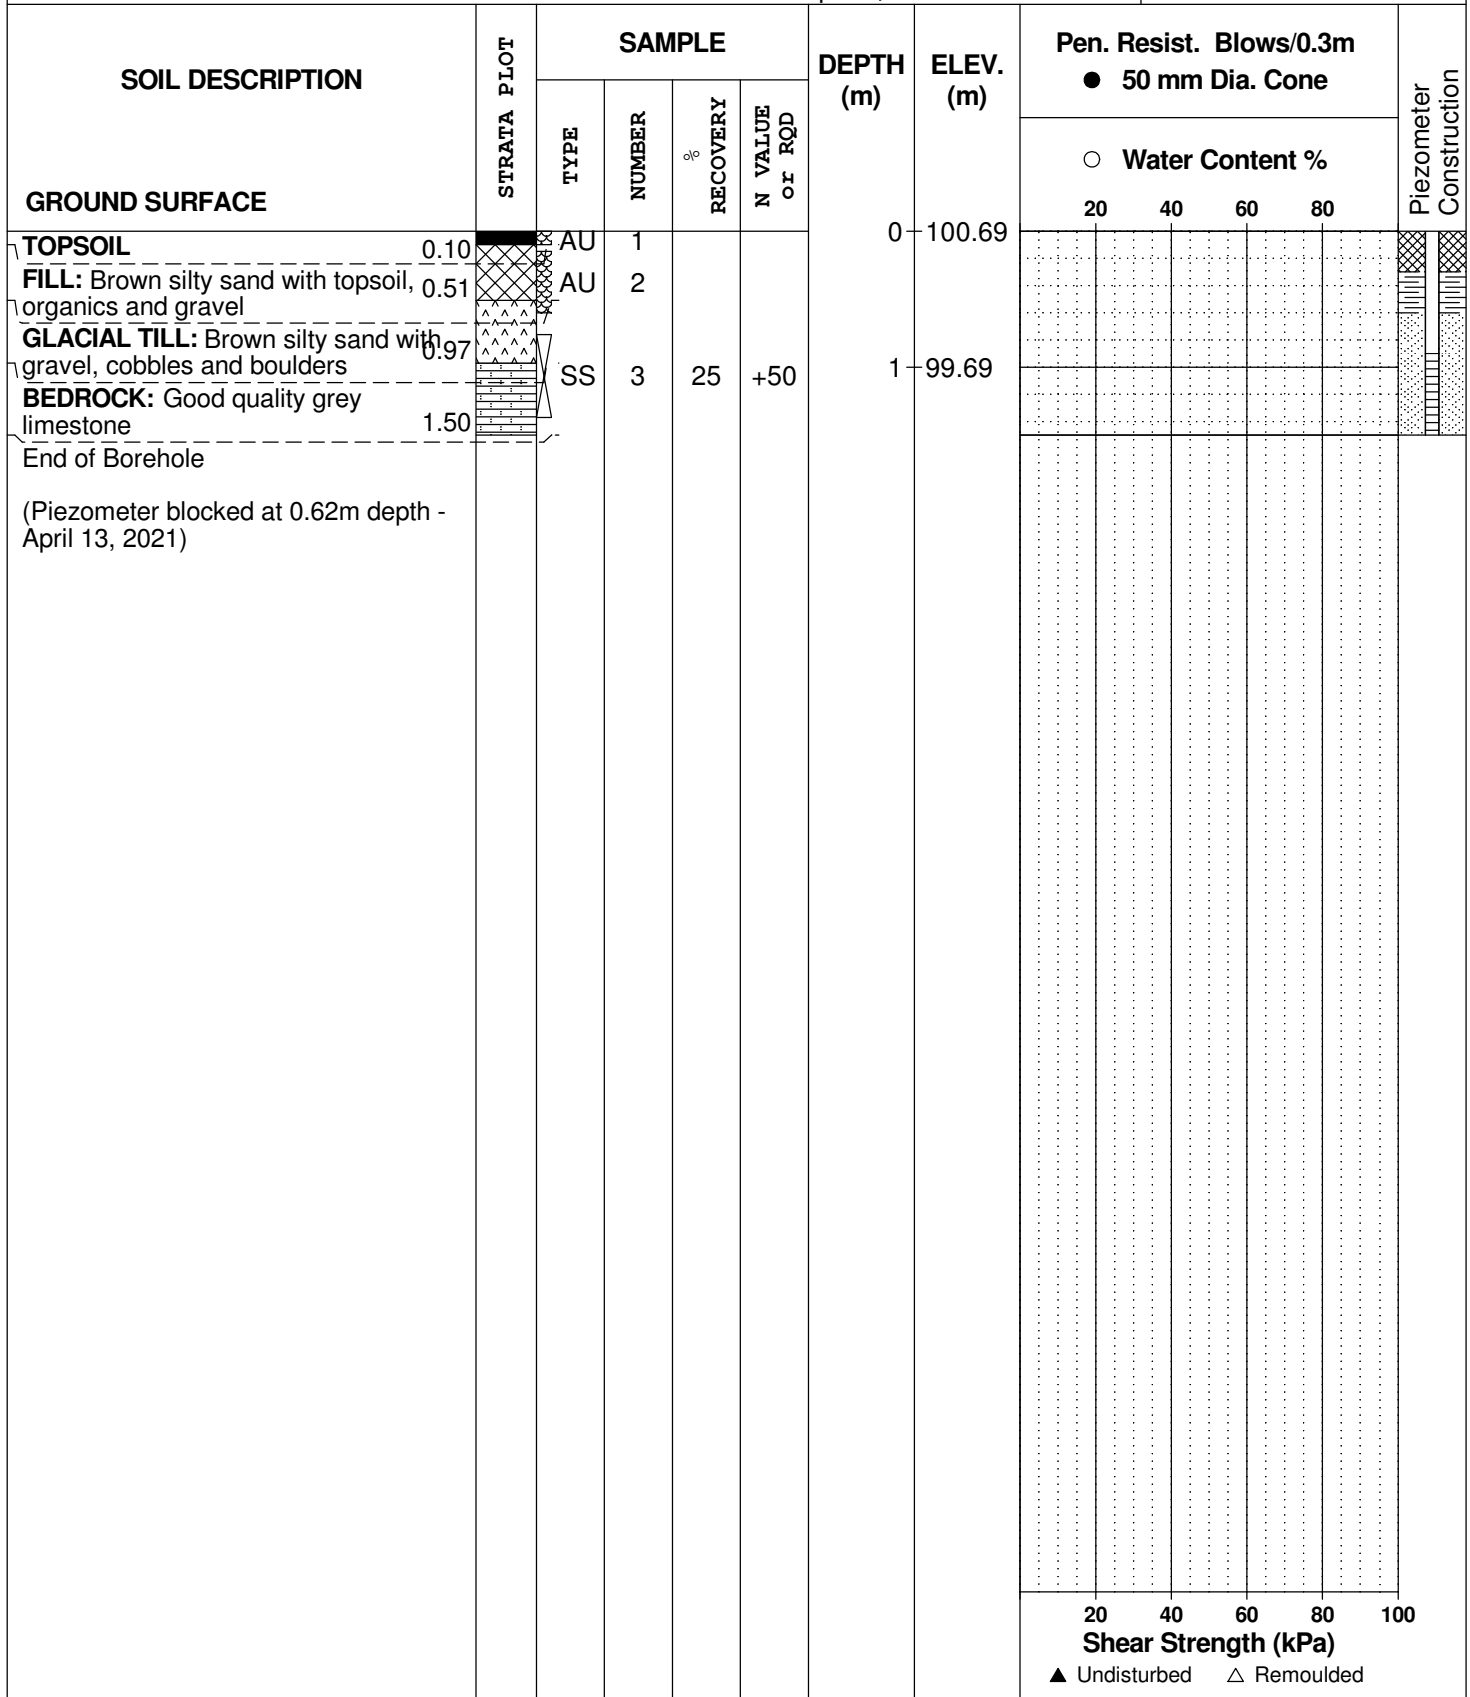 SOIL DESCRIPTION
GROUND SURFACE
STRATA PLOT
SAMPLE
TYPE
NUMBER
% RECOVERY
N VALUE or RQD
DEPTH (m)
ELEV. (m)
Pen. Resist. Blows/0.3m
● 50 mm Dia. Cone
○ Water Content %
20 40 60 80
Piezometer Construction
TOPSOIL 0.10
AU 1
0 100.69
FILL: Brown silty sand with topsoil, 0.51
organics and gravel
AU 2
GLACIAL TILL: Brown silty sand with
gravel, cobbles and boulders 0.97
SS 3 25 +50
1 99.69
BEDROCK: Good quality grey
limestone 1.50
End of Borehole
(Piezometer blocked at 0.62m depth -
April 13, 2021)
20 40 60 80 100
Shear Strength (kPa)
▲ Undisturbed △ Remoulded